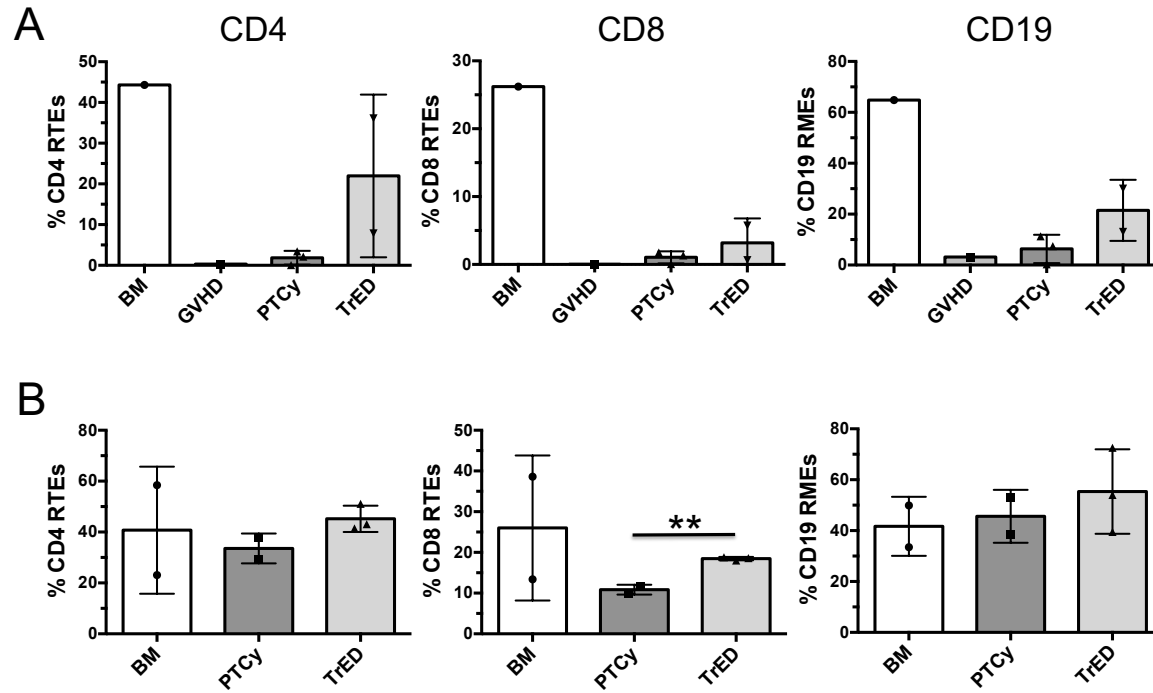 A
CD4
CD8
CD19
% CD4 RTEs
50
40
30
20
10
0
BM
GVHD
PTCy
TrED
% CD8 RTEs
30
20
10
0
BM
GVHD
PTCy
TrED
% CD19 RMEs
80
60
40
20
0
BM
GVHD
PTCy
TrED
B
% CD4 RTEs
80
60
40
20
0
BM
PTCy
TrED
% CD8 RTEs
50
40
30
20
10
0
**
BM
PTCy
TrED
% CD19 RMEs
80
60
40
20
0
BM
PTCy
TrED